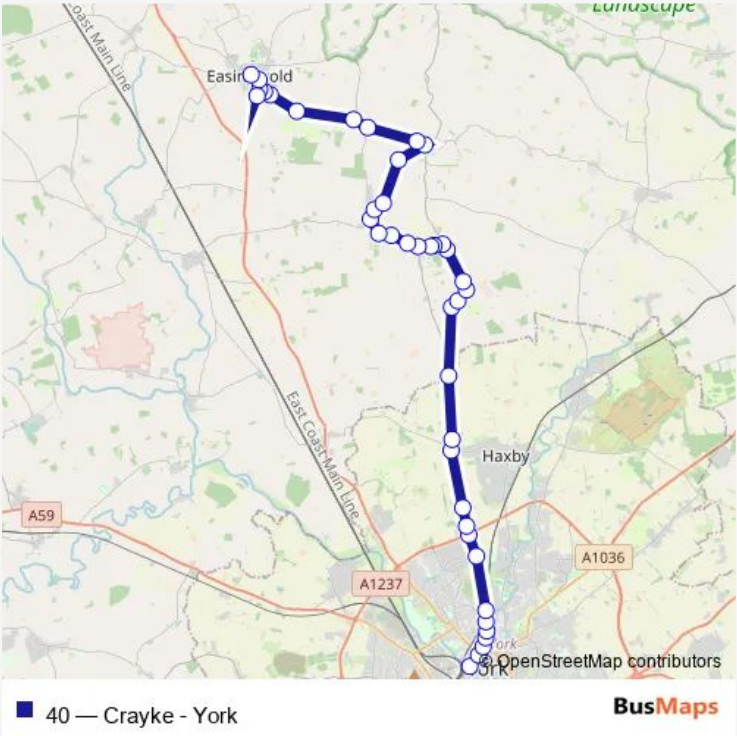 Landscape
Coast Main Line
Easingwold
East Coast Main Line
Haxby
A59
A1036
A1237
York
© OpenStreetMap contributors
York
40 — Crayke - York
BusMaps